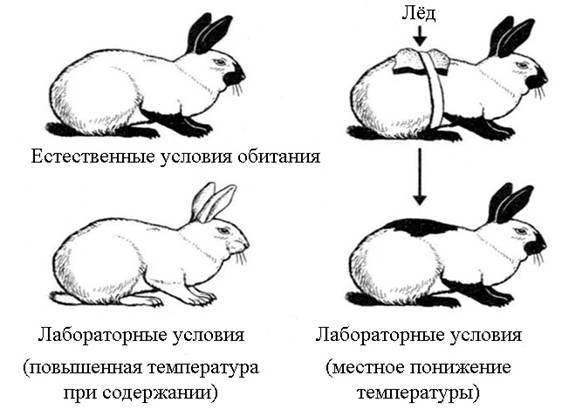 Лёд
Естественные условия обитания
Лабораторные условия
(повышенная температура
при содержании)
Лабораторные условия
(местное понижение
температуры)